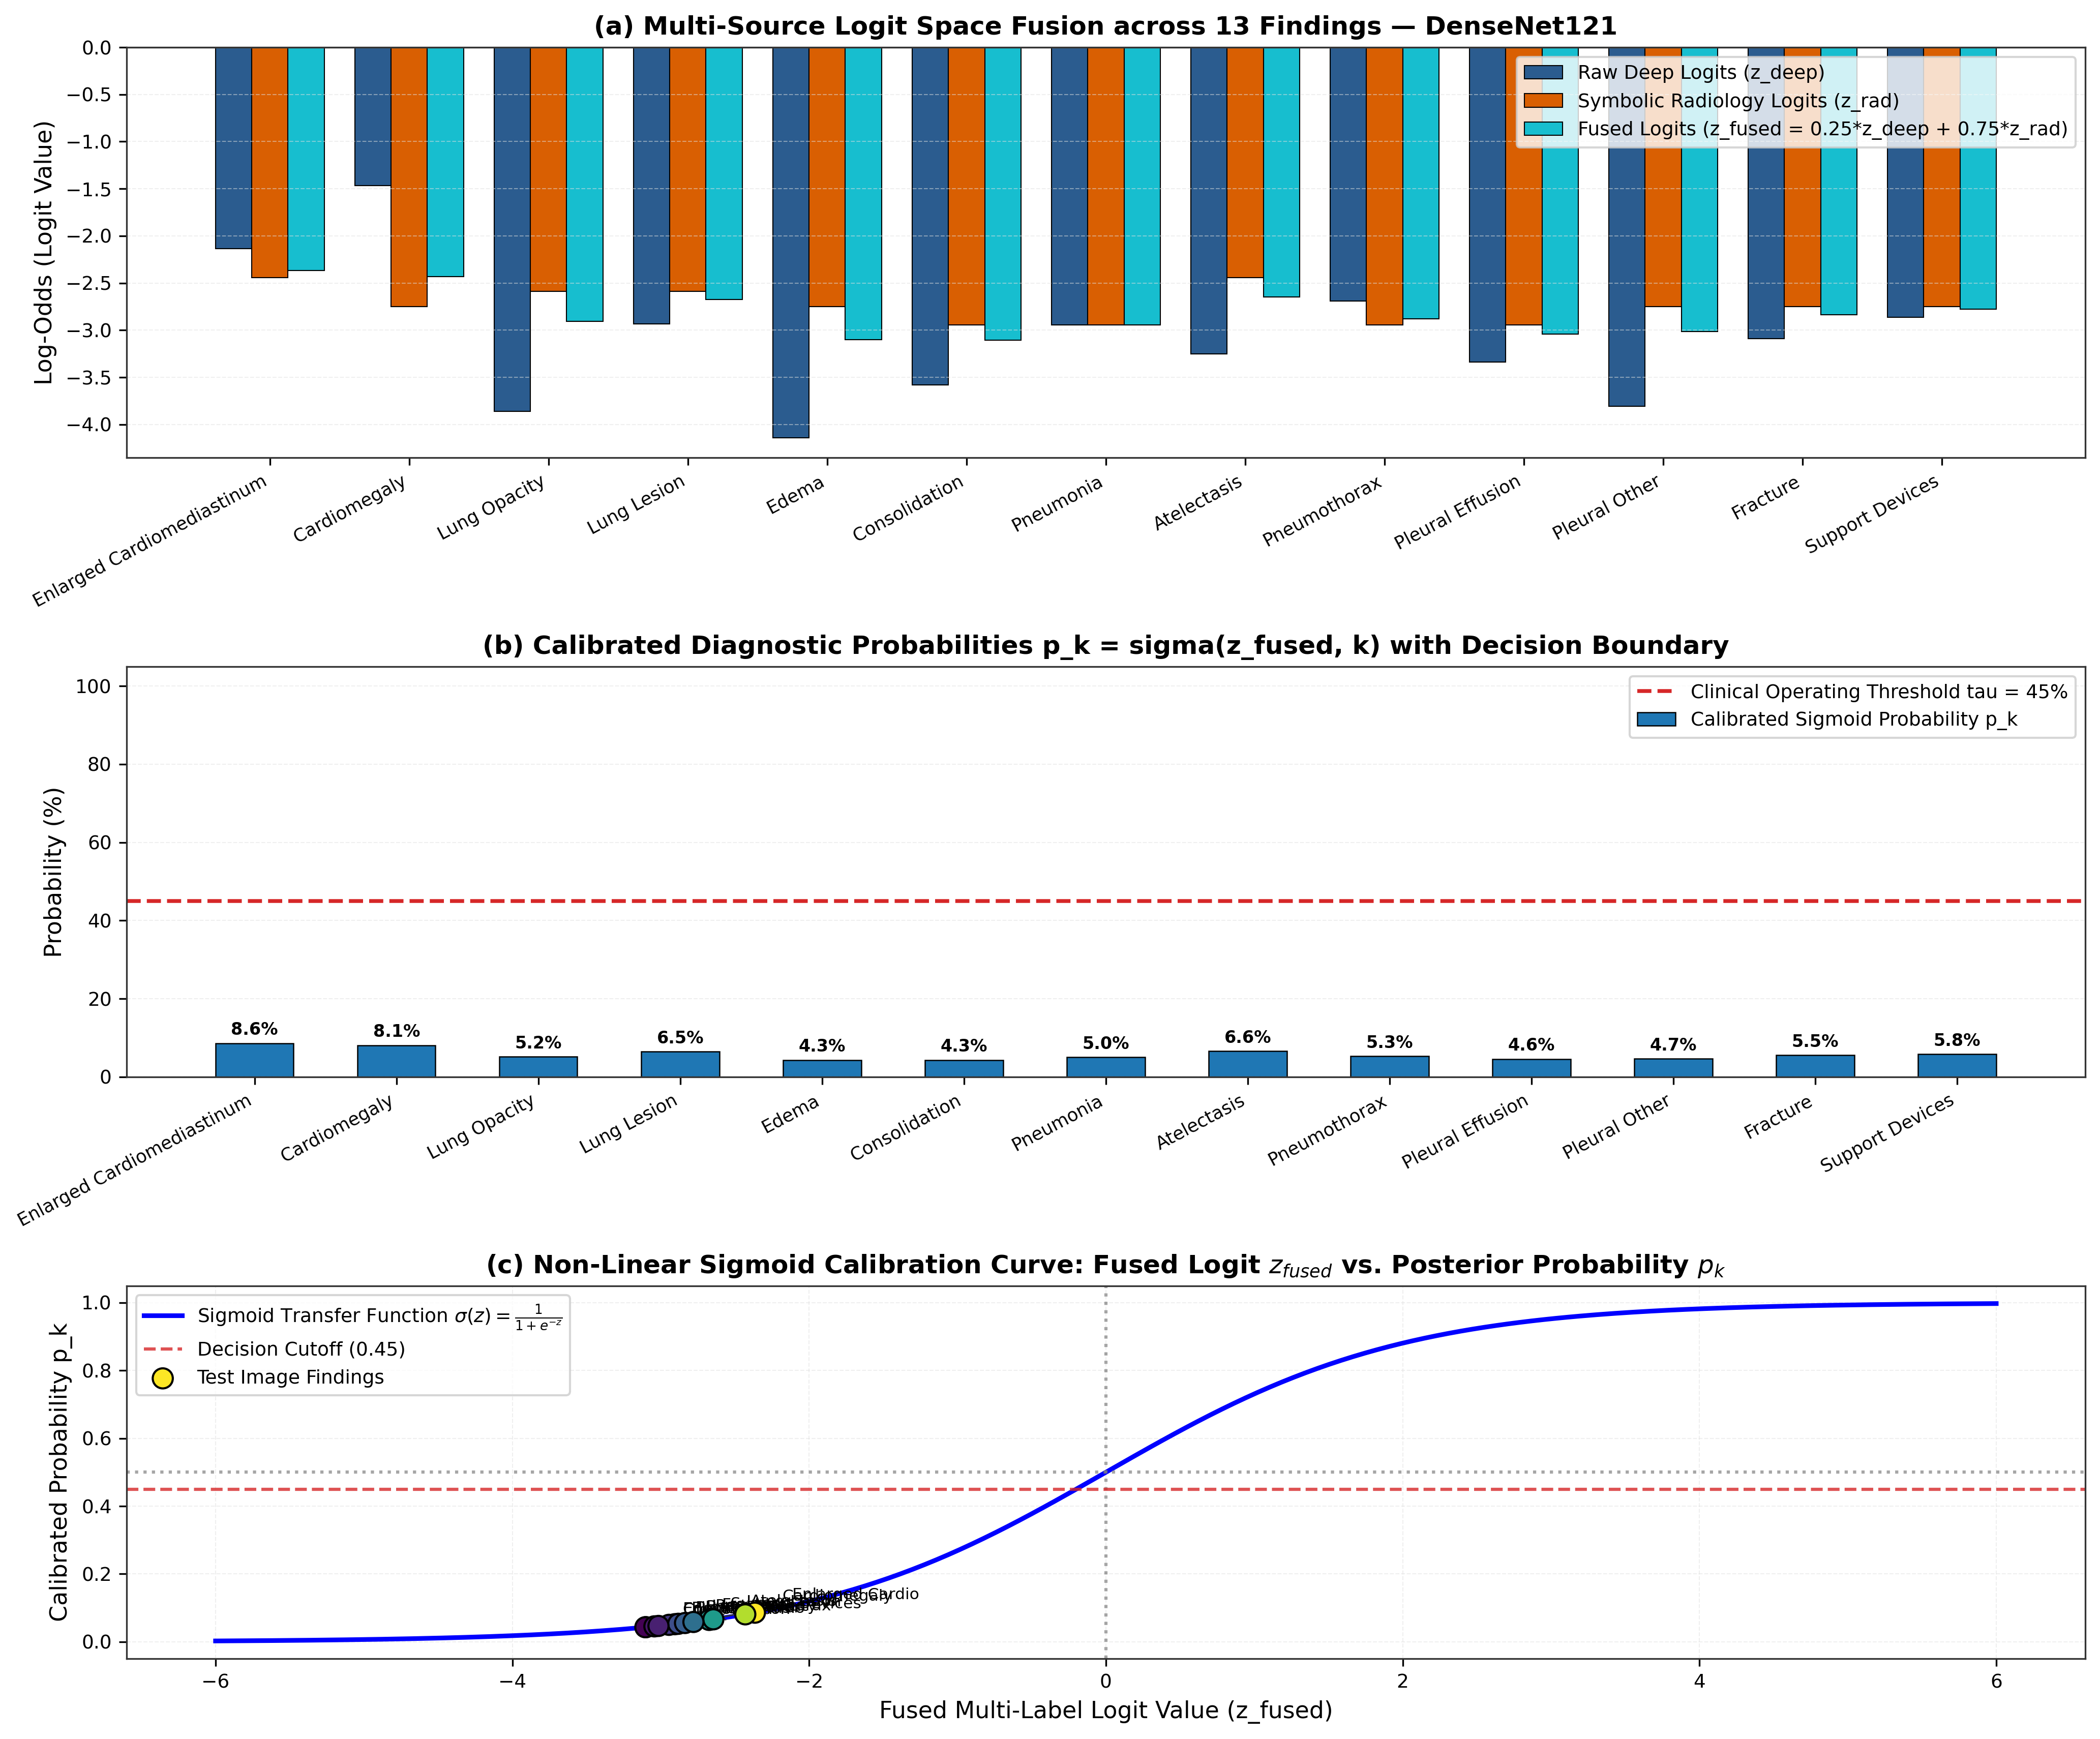 (a) Multi-Source Logit Space Fusion across 13 Findings — DenseNet121
Log-Odds (Logit Value)
0.0
−0.5
−1.0
−1.5
−2.0
−2.5
−3.0
−3.5
−4.0
Raw Deep Logits (z_deep)
Symbolic Radiology Logits (z_rad)
Fused Logits (z_fused = 0.25*z_deep + 0.75*z_rad)
Enlarged Cardiomediastinum
Cardiomegaly
Lung Opacity
Lung Lesion
Edema
Consolidation
Pneumonia
Atelectasis
Pneumothorax
Pleural Effusion
Pleural Other
Fracture
Support Devices
(b) Calibrated Diagnostic Probabilities p_k = sigma(z_fused, k) with Decision Boundary
Probability (%)
100
80
60
40
20
0
Clinical Operating Threshold tau = 45%
Calibrated Sigmoid Probability p_k
8.6%
8.1%
5.2%
6.5%
4.3%
4.3%
5.0%
6.6%
5.3%
4.6%
4.7%
5.5%
5.8%
Enlarged Cardiomediastinum
Cardiomegaly
Lung Opacity
Lung Lesion
Edema
Consolidation
Pneumonia
Atelectasis
Pneumothorax
Pleural Effusion
Pleural Other
Fracture
Support Devices
(c) Non-Linear Sigmoid Calibration Curve: Fused Logit z_fused vs. Posterior Probability p_k
Calibrated Probability p_k
1.0
0.8
0.6
0.4
0.2
0.0
Sigmoid Transfer Function σ(z) = 1/(1+e^−z)
Decision Cutoff (0.45)
Test Image Findings
Enlarged Cardio
−6
−4
−2
0
2
4
6
Fused Multi-Label Logit Value (z_fused)